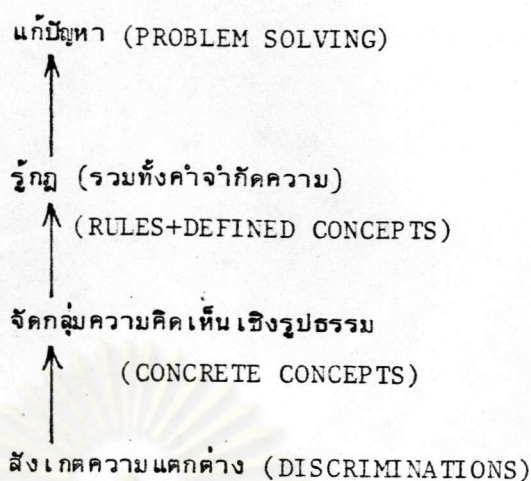 แก้ปัญหา (PROBLEM SOLVING)
รู้กฎ (รวมทั้งคำจำกัดความ)
(RULES+DEFINED CONCEPTS)
จัดกลุ่มความคิดเห็นเชิงรูปธรรม
(CONCRETE CONCEPTS)
สังเกตความแตกต่าง (DISCRIMINATIONS)